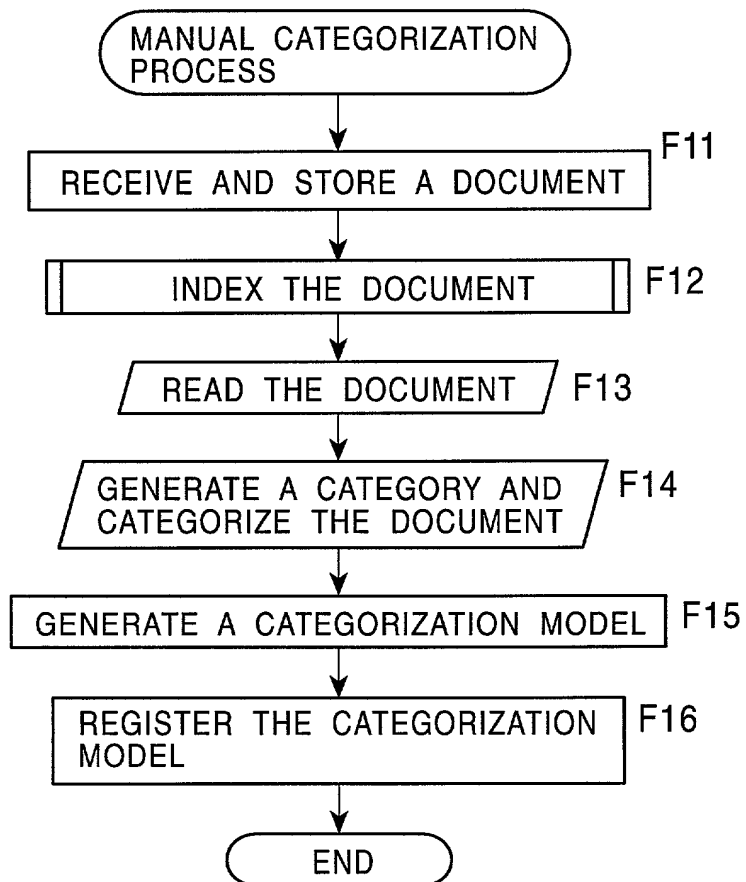 MANUAL CATEGORIZATION
PROCESS
F11
RECEIVE AND STORE A DOCUMENT
INDEX THE DOCUMENT F12
READ THE DOCUMENT F13
GENERATE A CATEGORY AND F14
CATEGORIZE THE DOCUMENT
GENERATE A CATEGORIZATION MODEL F15
REGISTER THE CATEGORIZATION F16
MODEL
END